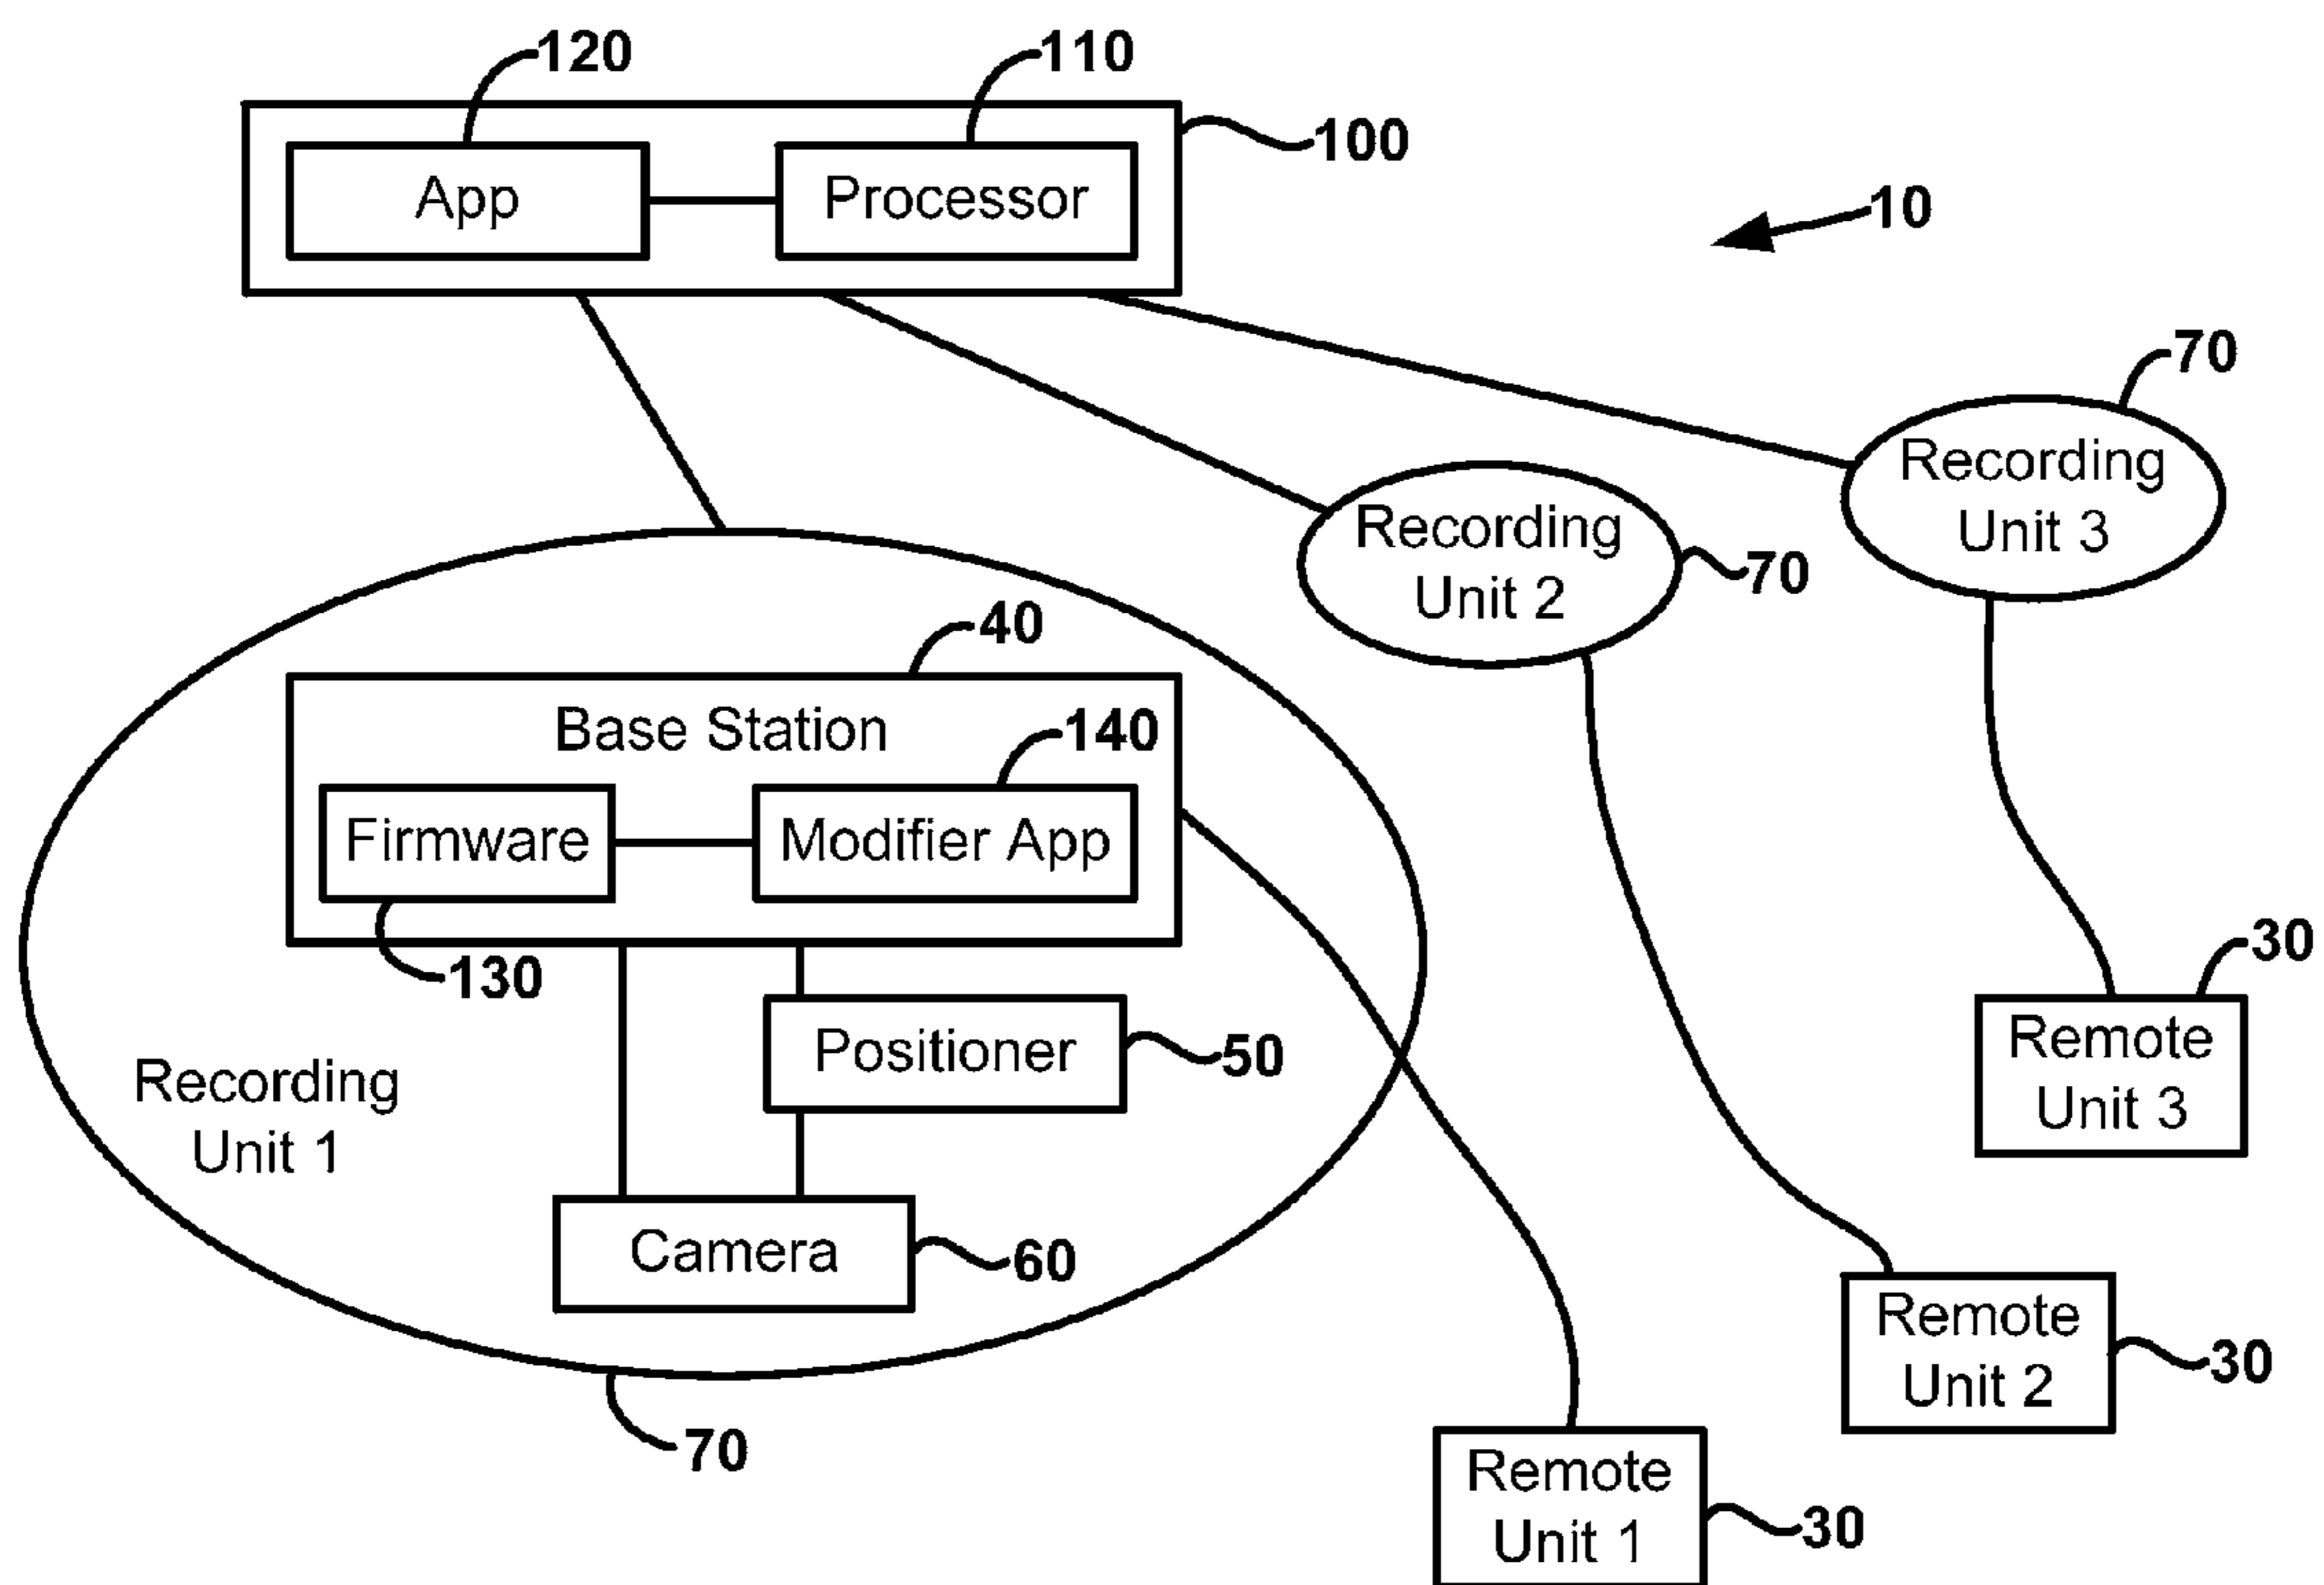 120
110
100
App
Processor
10
70
Recording
Unit 3
Recording
Unit 2
70
40
Base Station
140
Firmware
Modifier App
130
Positioner
50
Recording
Unit 1
Camera
60
70
30
Remote
Unit 3
Remote
Unit 2
30
Remote
Unit 1
30